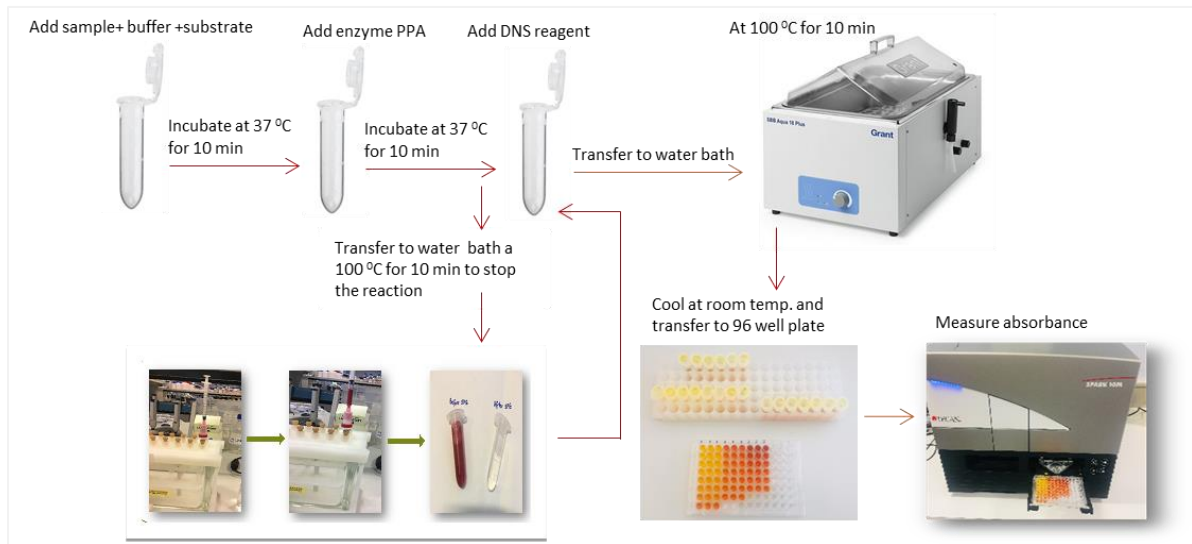 Add sample+ buffer +substrate
Add enzyme PPA
Add DNS reagent
At 100 ⁰C for 10 min
Incubate at 37 ⁰C
for 10 min
Incubate at 37 ⁰C
for 10 min
Transfer to water bath
Grant
Transfer to water bath a
100 ⁰C for 10 min to stop
the reaction
Cool at room temp. and
transfer to 96 well plate
Measure absorbance
SPARK 10M
TECAN